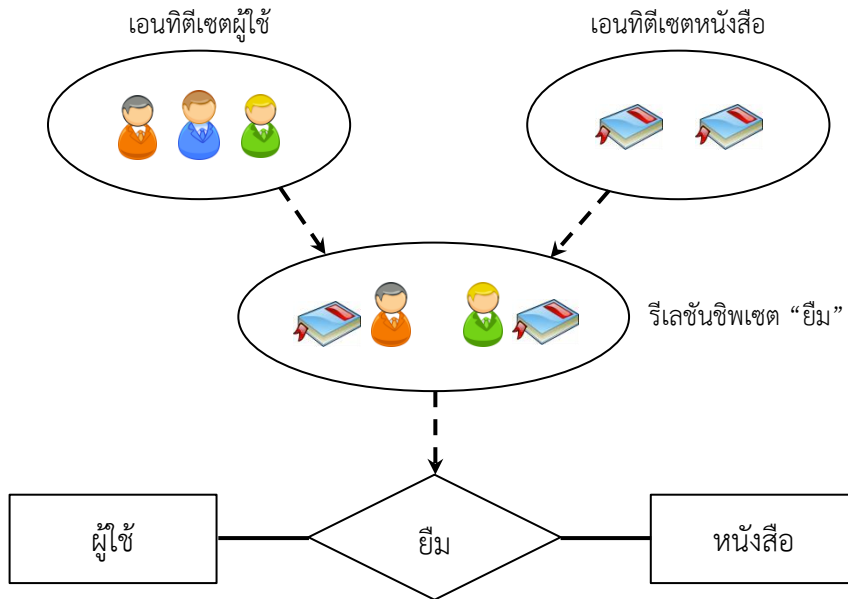 เอนทิตีเซตผู้ใช้
เอนทิตีเซตหนังสือ
รีเลชันชิพเซต “ยืม”
ผู้ใช้
ยืม
หนังสือ